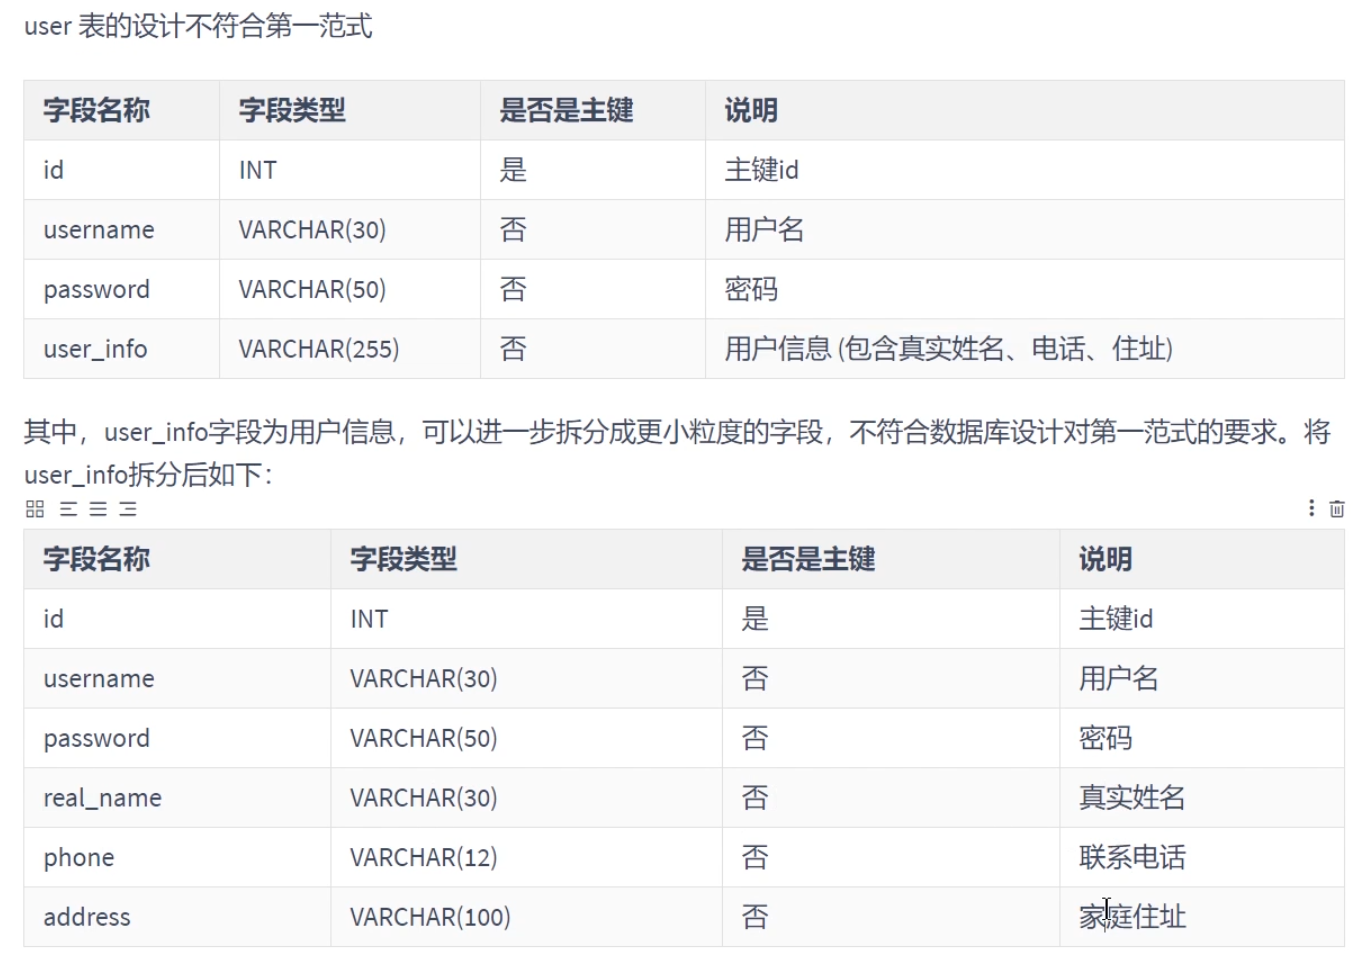 user 表的设计不符合第一范式
字段名称 字段类型 是否是主键 说明
id INT 是 主键id
username VARCHAR(30) 否 用户名
password VARCHAR(50) 否 密码
user_info VARCHAR(255) 否 用户信息 (包含真实姓名、电话、住址)
其中，user_info字段为用户信息，可以进一步拆分成更小粒度的字段，不符合数据库设计对第一范式的要求。将
user_info拆分后如下：
字段名称 字段类型 是否是主键 说明
id INT 是 主键id
username VARCHAR(30) 否 用户名
password VARCHAR(50) 否 密码
real_name VARCHAR(30) 否 真实姓名
phone VARCHAR(12) 否 联系电话
address VARCHAR(100) 否 家庭住址